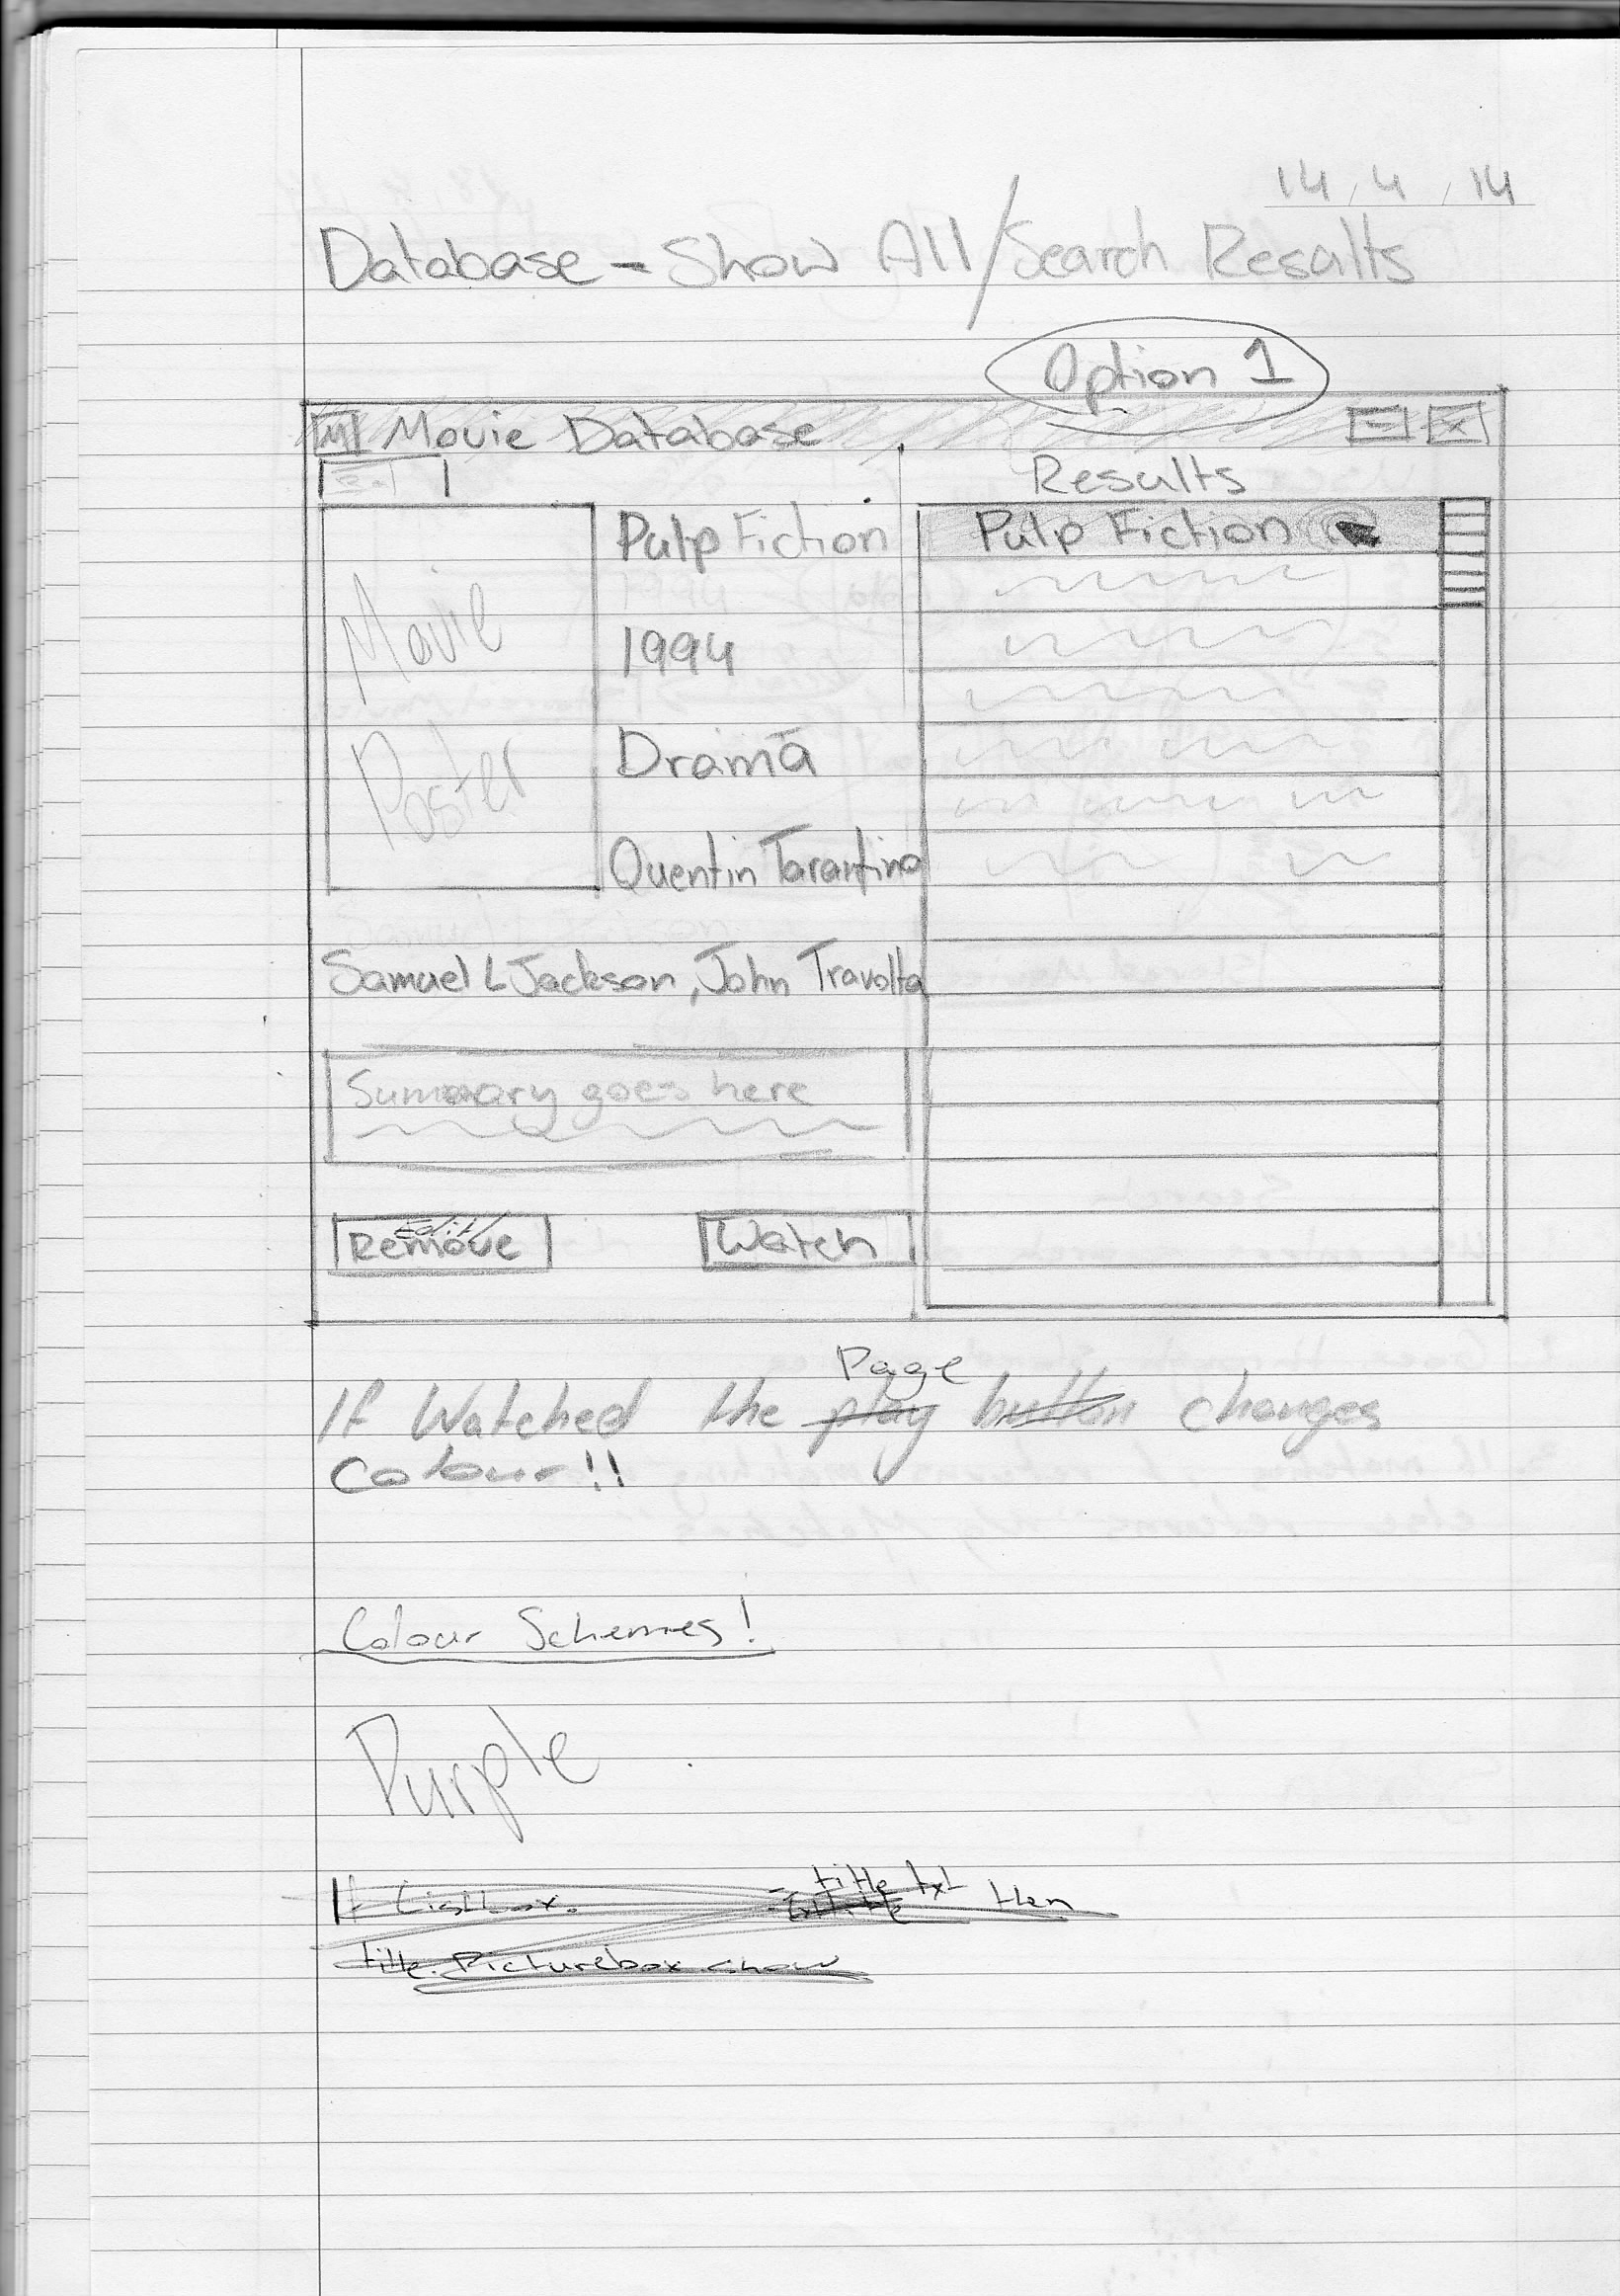 14.4.14
Database - Show All/Search Results
Option 1
M Movie Database - x
Results
Pulp Fiction
Pulp Fiction
Movie
1994
Poster
Drama
Quentin Tarantino
Samuel L Jackson, John Travolta
Summary goes here
Edit
Remove
Watch
Page
If Watched the play button changes
Colour!!
Colour Schemes!
Purple
title txt
If Listbox. = then
title. Picturebox show